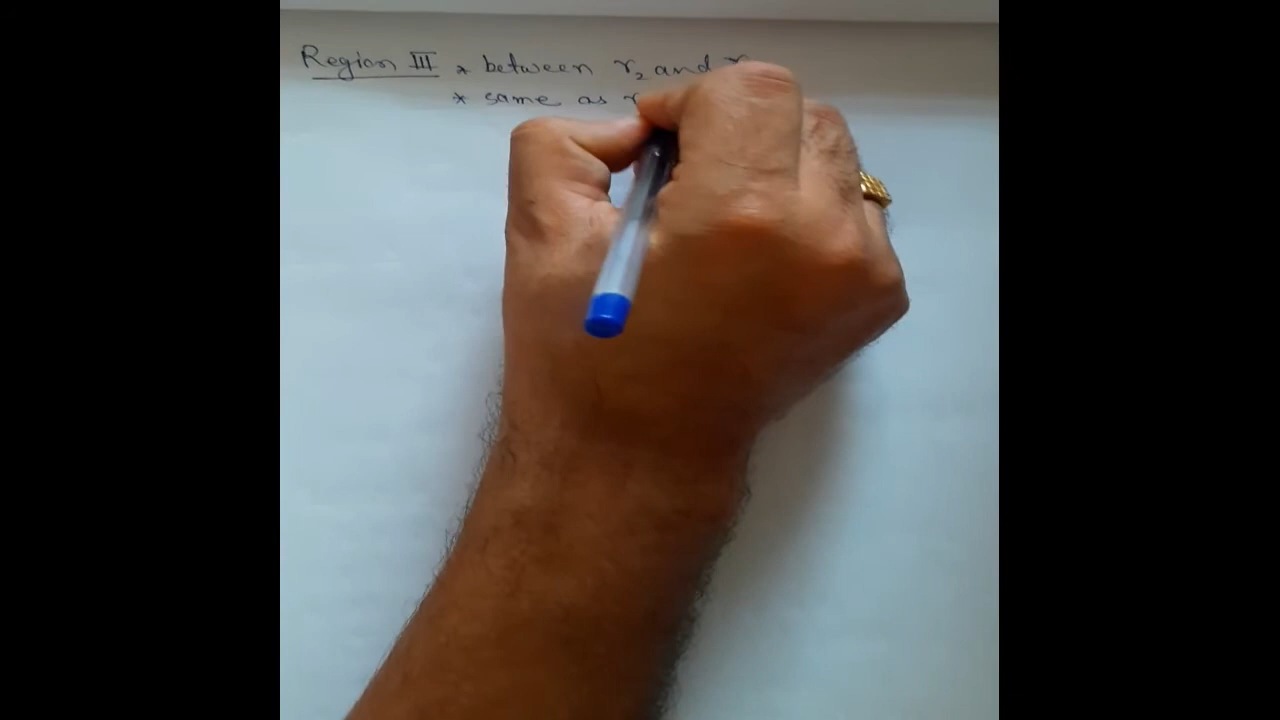 Region III * between r₂ and
* same as